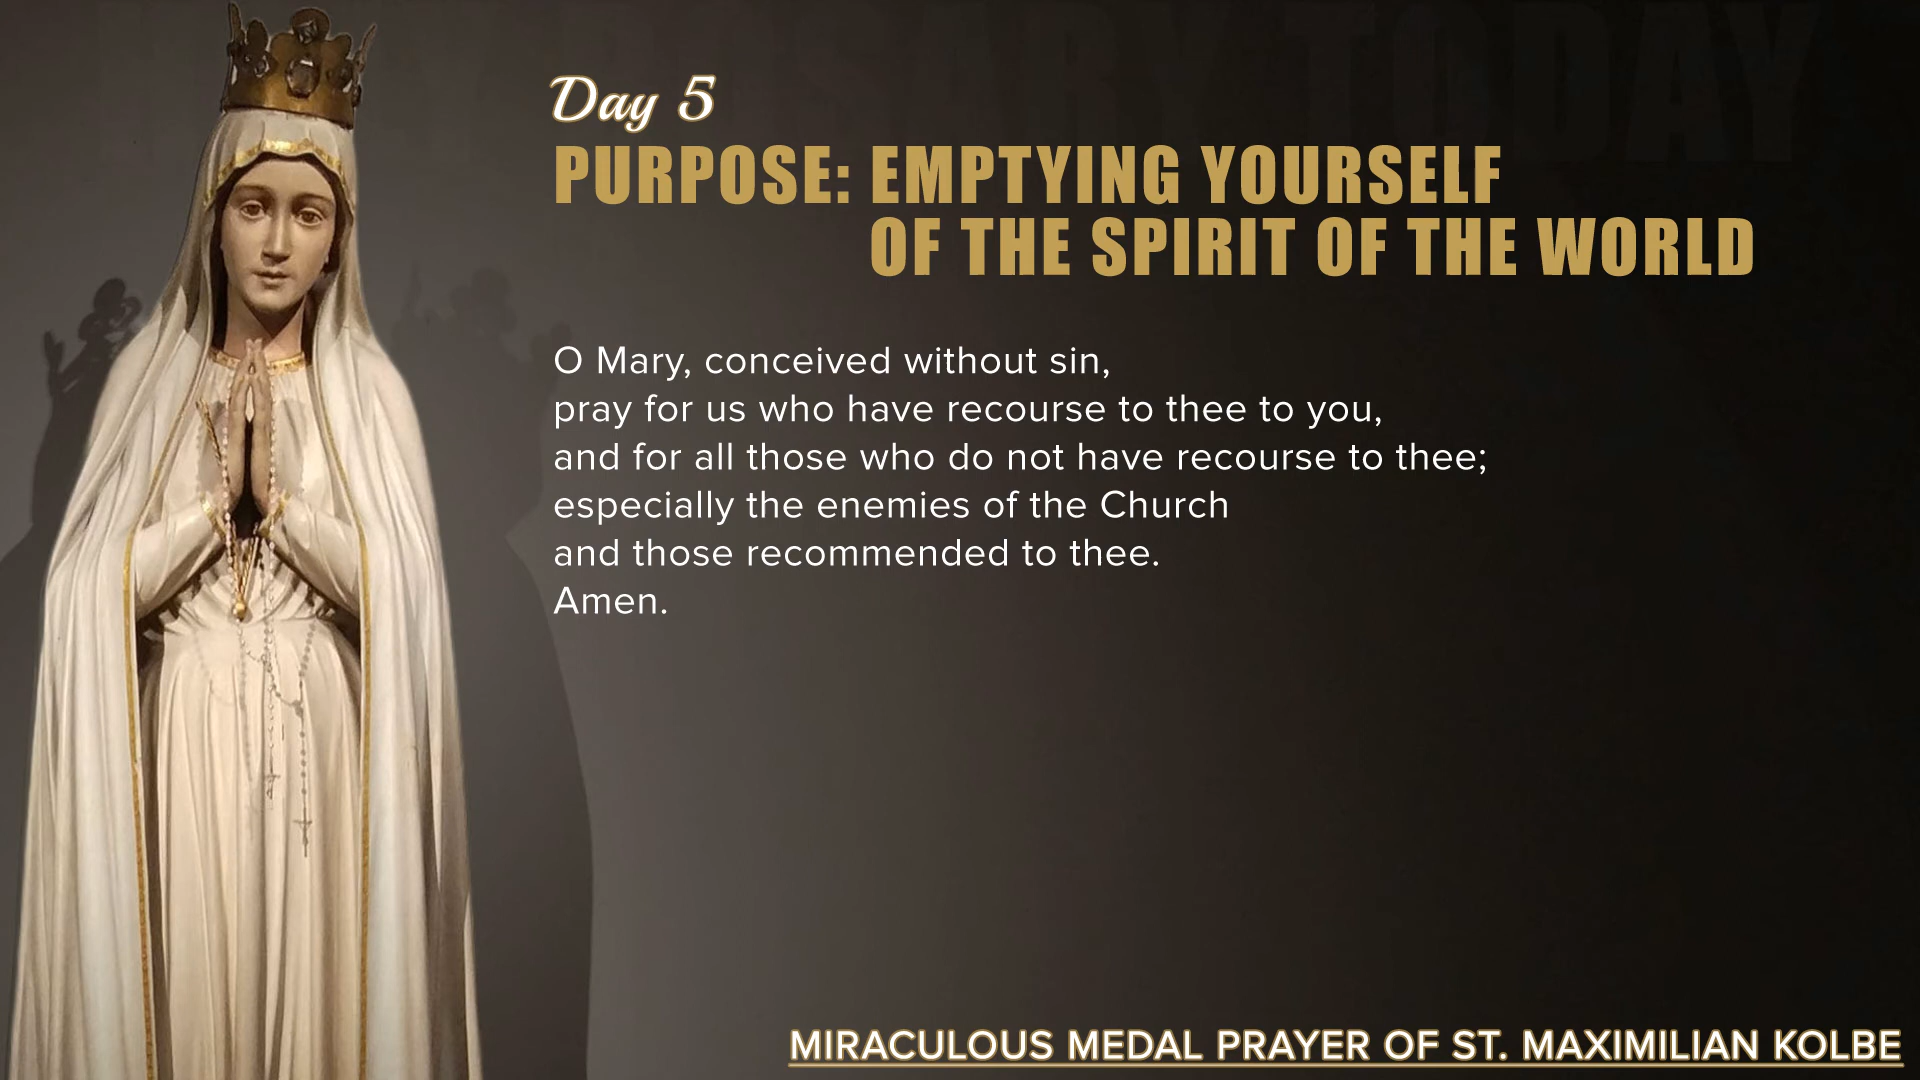 Day 5
PURPOSE: EMPTYING YOURSELF
OF THE SPIRIT OF THE WORLD
O Mary, conceived without sin,
pray for us who have recourse to thee to you,
and for all those who do not have recourse to thee;
especially the enemies of the Church
and those recommended to thee.
Amen.
MIRACULOUS MEDAL PRAYER OF ST. MAXIMILIAN KOLBE